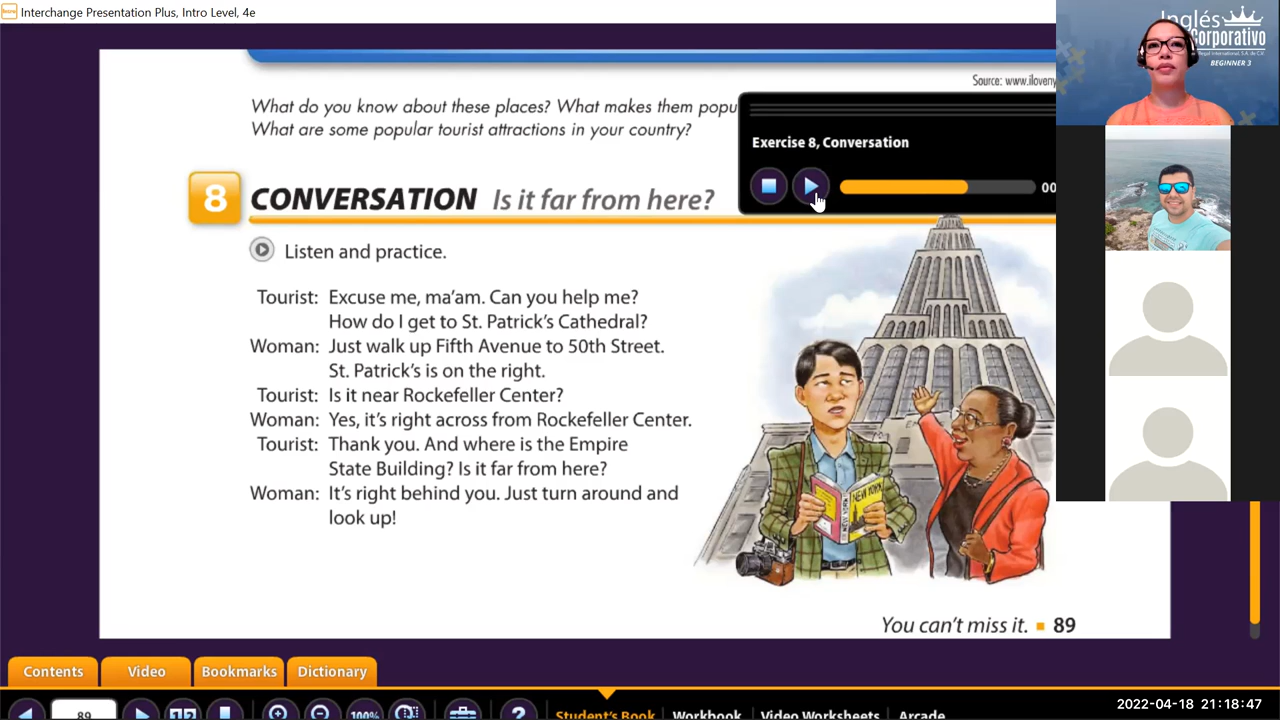 Interchange Presentation Plus, Intro Level, 4e
Inglés
Corporativo
BEGINNER 3
Source: www.iloveny
What do you know about these places? What makes them popu
What are some popular tourist attractions in your country?
Exercise 8, Conversation
00
8 CONVERSATION Is it far from here?
Listen and practice.
Tourist: Excuse me, ma'am. Can you help me?
How do I get to St. Patrick's Cathedral?
Woman: Just walk up Fifth Avenue to 50th Street.
St. Patrick's is on the right.
Tourist: Is it near Rockefeller Center?
Woman: Yes, it's right across from Rockefeller Center.
Tourist: Thank you. And where is the Empire
State Building? Is it far from here?
Woman: It's right behind you. Just turn around and
look up!
NEW YORK
NEW YORK
You can't miss it. ■ 89
Contents Video Bookmarks Dictionary
89 100% ?
Student's Book Workbook Video Worksheets Arcade
2022-04-18 21:18:47